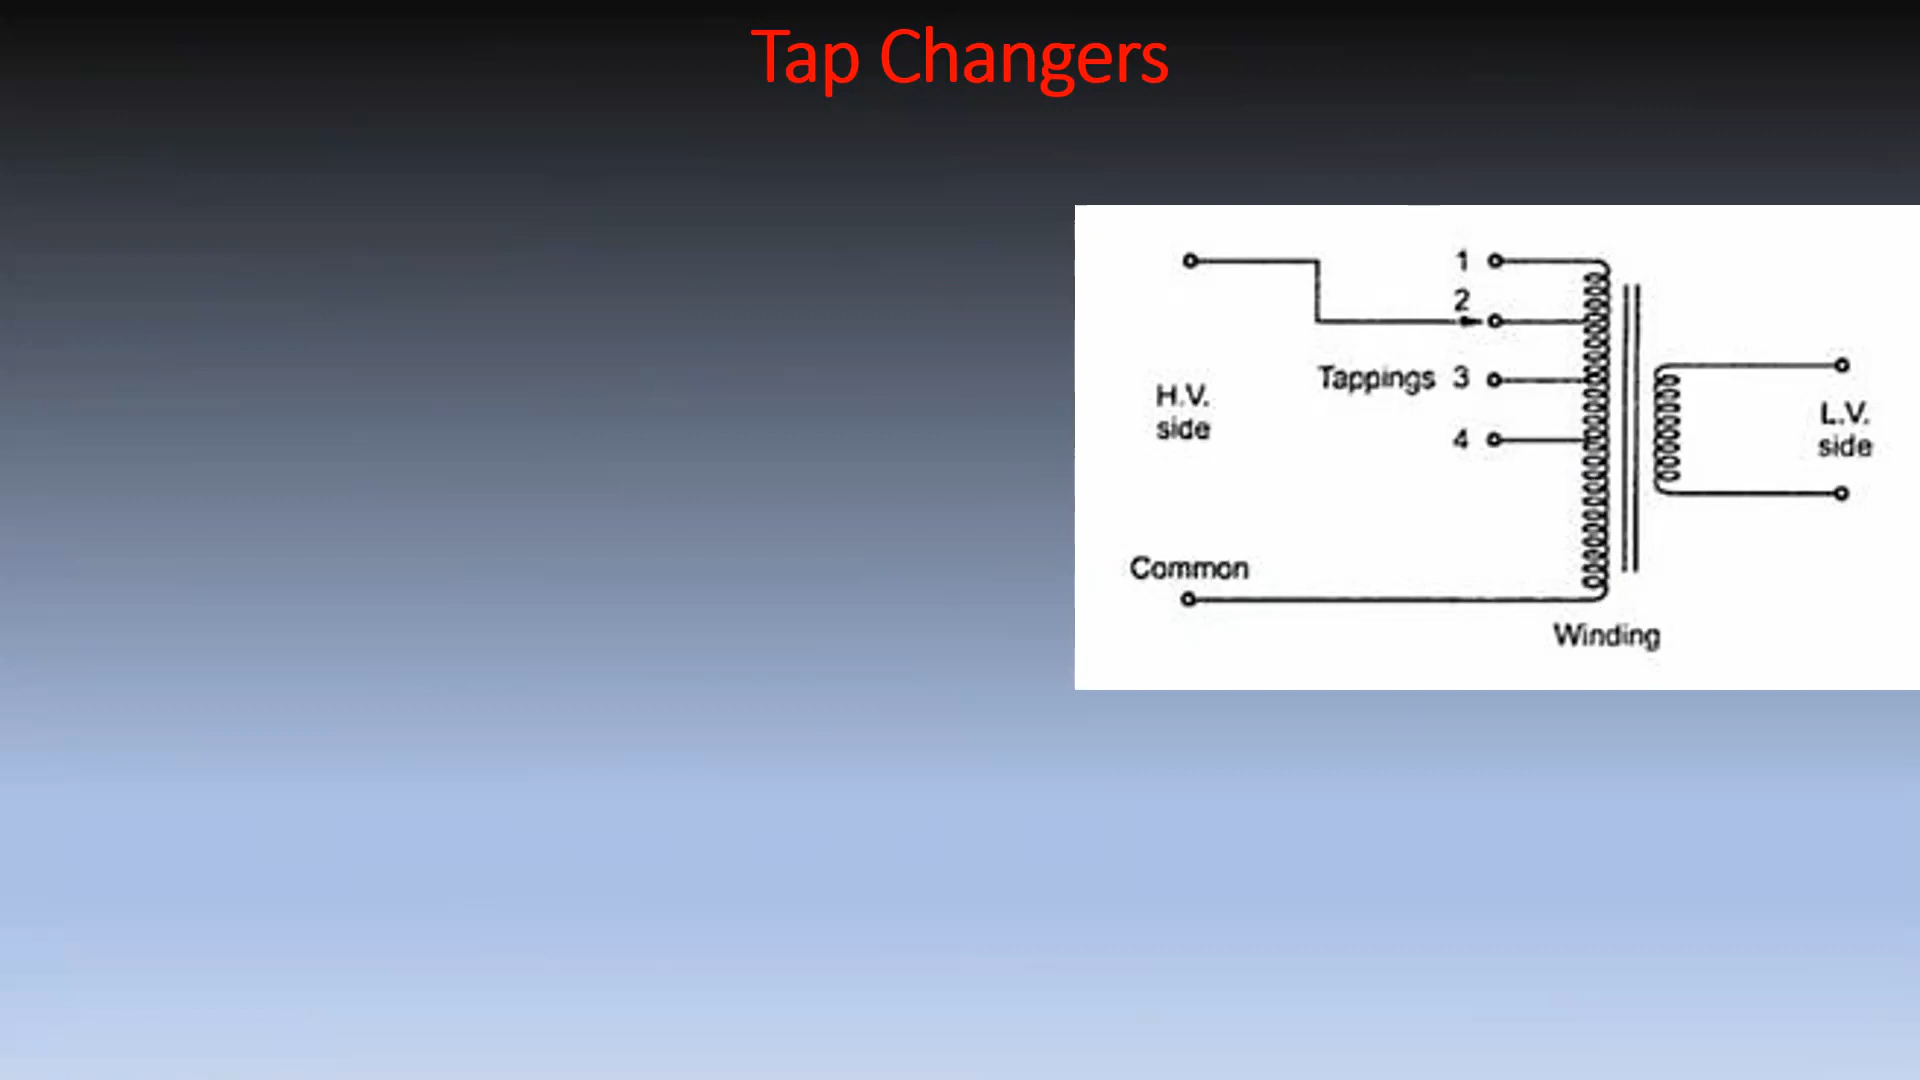 Tap Changers
1
2
Tappings 3
4
H.V.
side
L.V.
side
Common
Winding